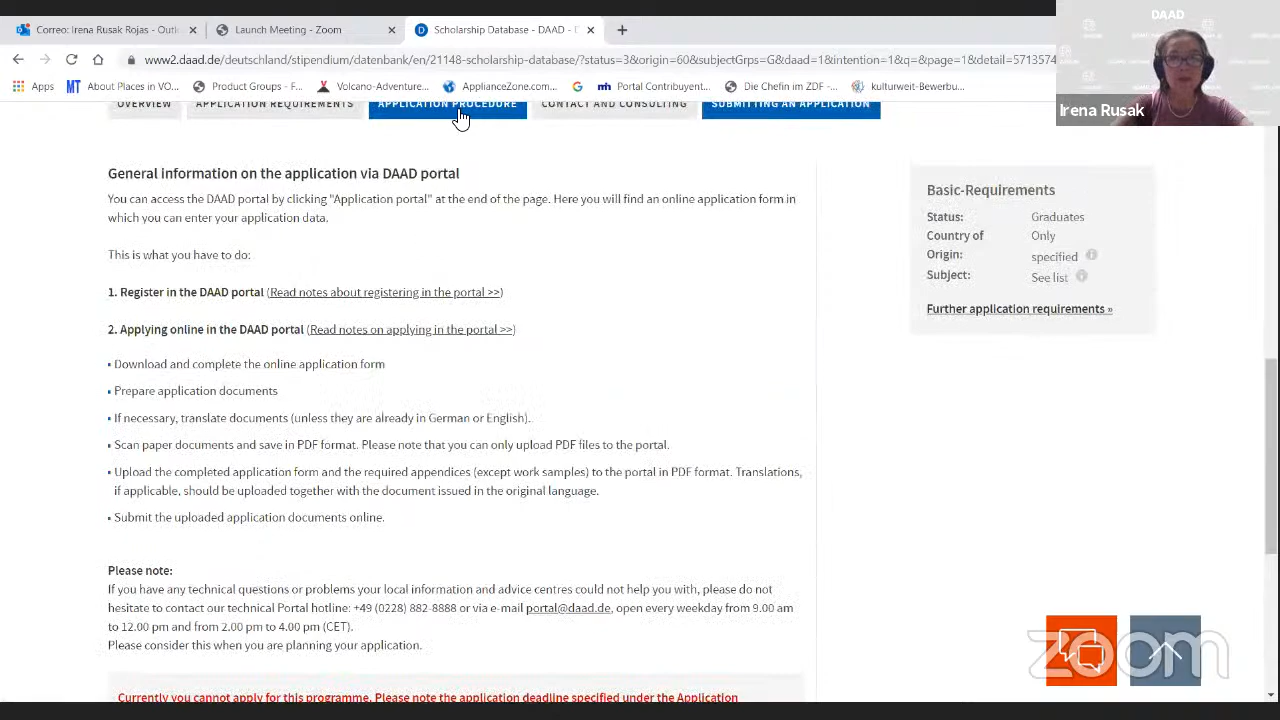 Correo: Irena Rusak Rojas - Outl
Launch Meeting - Zoom
Scholarship Database - DAAD - D
DAAD
www2.daad.de/deutschland/stipendium/datenbank/en/21148-scholarship-database/?status=3&origin=60&subjectGrps=G&daad=1&intention=1&q=&page=1&detail=5713547
Apps
About Places in VO...
Product Groups - F...
Volcano-Adventure...
ApplianceZone.com...
Portal Contribuyent...
Die Chefin im ZDF -...
kulturweit-Bewerbu...
Irena Rusak
OVERVIEW
APPLICATION REQUIREMENTS
APPLICATION PROCEDURE
CONTACT AND CONSULTING
SUBMITTING AN APPLICATION
General information on the application via DAAD portal
You can access the DAAD portal by clicking "Application portal" at the end of the page. Here you will find an online application form in
which you can enter your application data.
This is what you have to do:
1. Register in the DAAD portal (Read notes about registering in the portal >>)
2. Applying online in the DAAD portal (Read notes on applying in the portal >>)
Download and complete the online application form
Prepare application documents
If necessary, translate documents (unless they are already in German or English).
Scan paper documents and save in PDF format. Please note that you can only upload PDF files to the portal.
Upload the completed application form and the required appendices (except work samples) to the portal in PDF format. Translations,
if applicable, should be uploaded together with the document issued in the original language.
Submit the uploaded application documents online.
Please note:
If you have any technical questions or problems your local information and advice centres could not help you with, please do not
hesitate to contact our technical Portal hotline: +49 (0228) 882-8888 or via e-mail portal@daad.de, open every weekday from 9.00 am
to 12.00 pm and from 2.00 pm to 4.00 pm (CET).
Please consider this when you are planning your application.
Currently you cannot apply for this programme. Please note the application deadline specified under the Application
Basic-Requirements
Status: Graduates
Country of Only
Origin: specified
Subject: See list
Further application requirements »
zoom